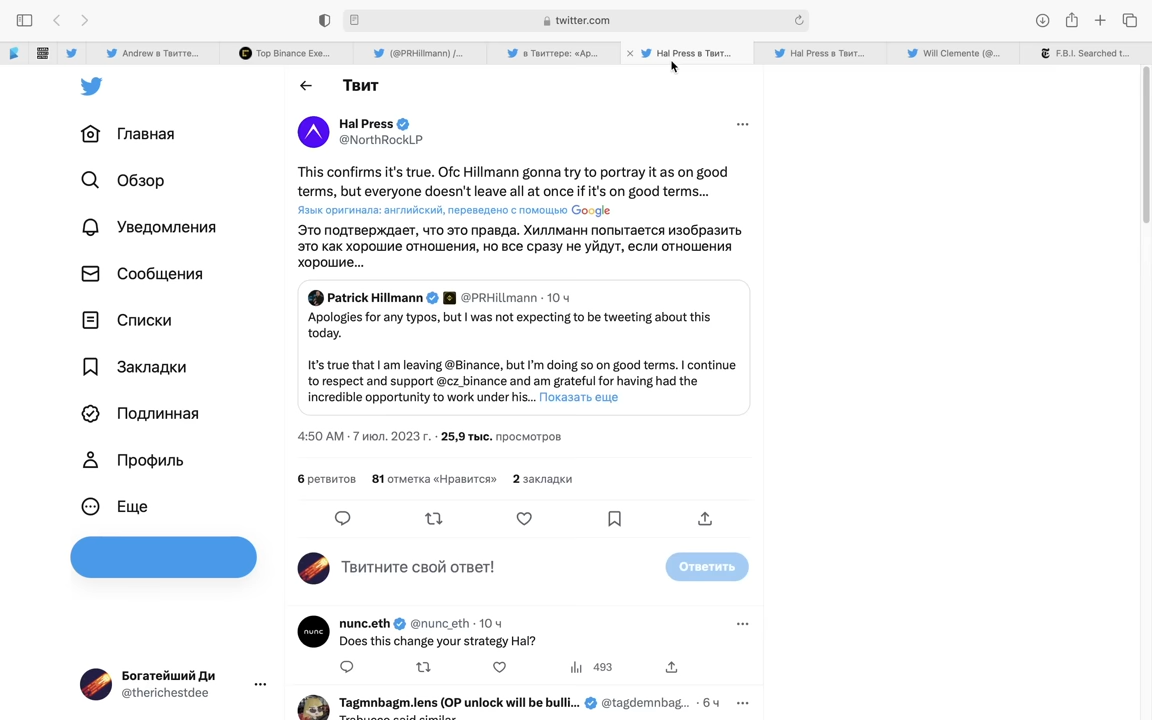 twitter.com
Andrew в Твитте...
Top Binance Exe...
(@PRHillmann) /...
в Твиттере: «Ар...
Hal Press в Твит...
Hal Press в Твит...
Will Clemente (@...
F.B.I. Searched t...
Твит
Главная
Обзор
Уведомления
Сообщения
Списки
Закладки
Подлинная
Профиль
Еще
Богатейший Ди
@therichestdee
Hal Press
@NorthRockLP
This confirms it's true. Ofc Hillmann gonna try to portray it as on good
terms, but everyone doesn't leave all at once if it's on good terms...
Язык оригинала: английский, переведено с помощью Google
Это подтверждает, что это правда. Хиллманн попытается изобразить
это как хорошие отношения, но все сразу не уйдут, если отношения
хорошие...
Patrick Hillmann @PRHillmann · 10 ч
Apologies for any typos, but I was not expecting to be tweeting about this
today.
It's true that I am leaving @Binance, but I'm doing so on good terms. I continue
to respect and support @cz_binance and am grateful for having had the
incredible opportunity to work under his... Показать еще
4:50 AM · 7 июл. 2023 г. · 25,9 тыс. просмотров
6 ретвитов 81 отметка «Нравится» 2 закладки
Твитните свой ответ!
Ответить
nunc.eth @nunc_eth · 10 ч
Does this change your strategy Hal?
493
Tagmnbagm.lens (OP unlock will be bulli... @tagdemnbag... · 6 ч
Trabucco said similar